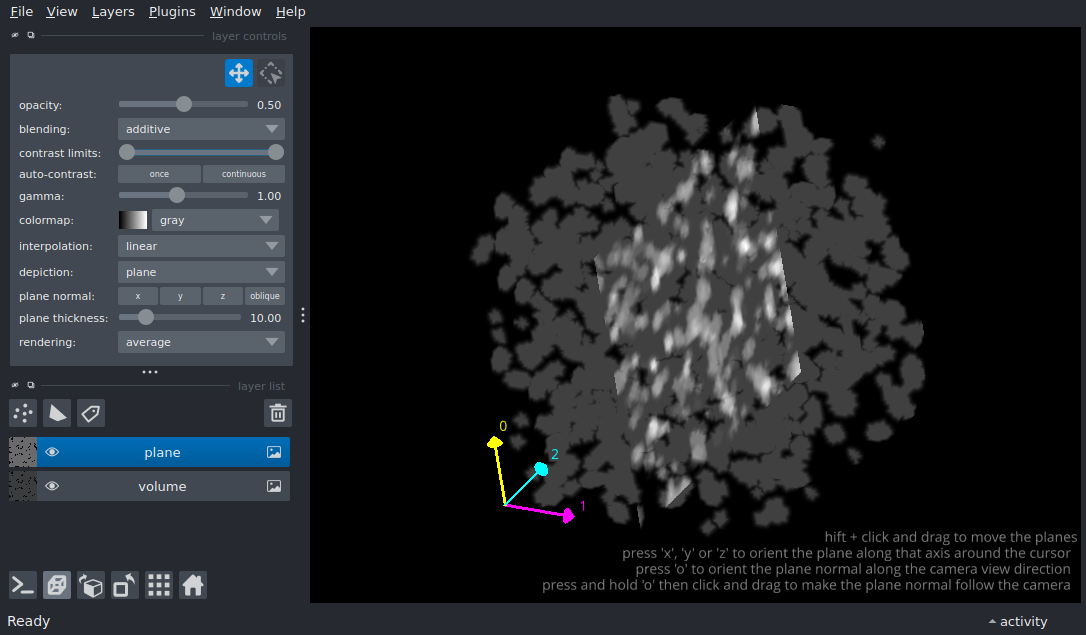 File View Layers Plugins Window Help
layer controls
opacity: 0.50
blending: additive
contrast limits:
auto-contrast: once continuous
gamma: 1.00
colormap: gray
interpolation: linear
depiction: plane
plane normal: x y z oblique
plane thickness: 10.00
rendering: average
layer list
plane
volume
0
2
1
hift + click and drag to move the planes
press 'x', 'y' or 'z' to orient the plane along that axis around the cursor
press 'o' to orient the plane normal along the camera view direction
press and hold 'o' then click and drag to make the plane normal follow the camera
Ready
activity